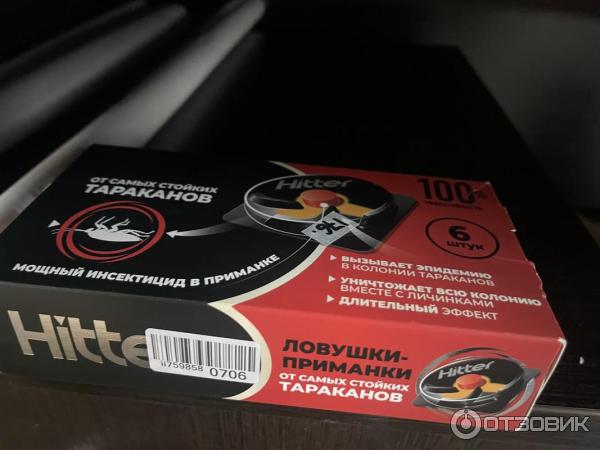 ОТ САМЫХ СТОЙКИХ
ТАРАКАНОВ
Hitter
100%
6
ШТУК
МОЩНЫЙ ИНСЕКТИЦИД В ПРИМАНКЕ
ВЫЗЫВАЕТ ЭПИДЕМИЮ
В КОЛОНИИ ТАРАКАНОВ
УНИЧТОЖАЕТ ВСЮ КОЛОНИЮ
ВМЕСТЕ С ЛИЧИНКАМИ
ДЛИТЕЛЬНЫЙ ЭФФЕКТ
Hitte
0706
ЛОВУШКИ-
ПРИМАНКИ
ОТ САМЫХ СТОЙКИХ
ТАРАКАНОВ
Hitter
ОТЗОВИК